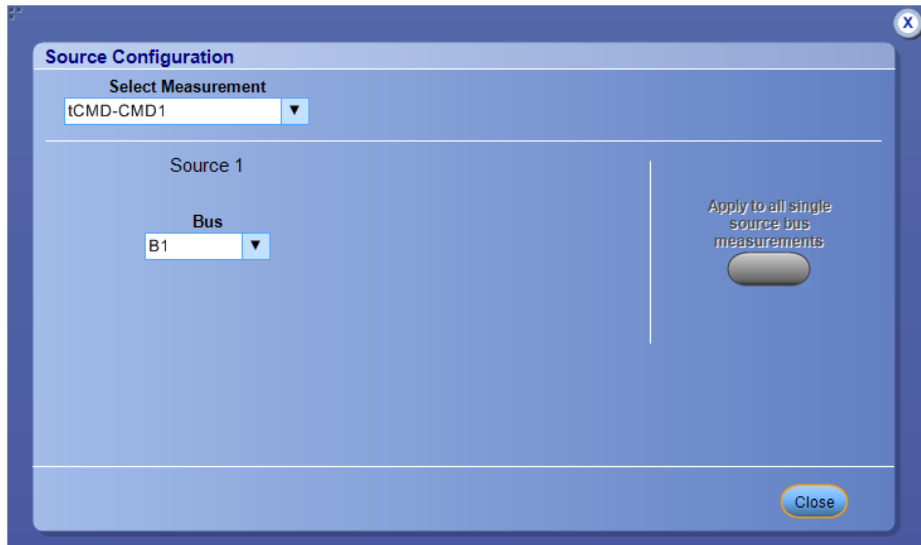 X
Source Configuration
Select Measurement
tCMD-CMD1
Source 1
Bus
B1
Apply to all single
source bus
measurements
Close